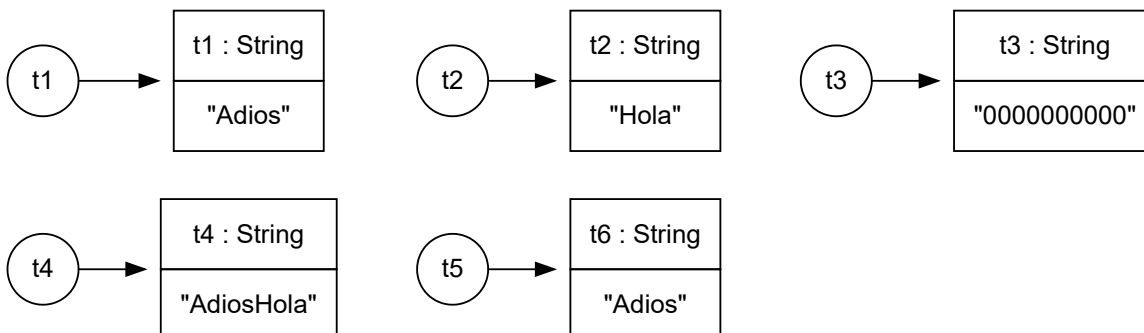 t1
t1 : String
"Adios"
t2
t2 : String
"Hola"
t3
t3 : String
"0000000000"
t4
t4 : String
"AdiosHola"
t5
t6 : String
"Adios"